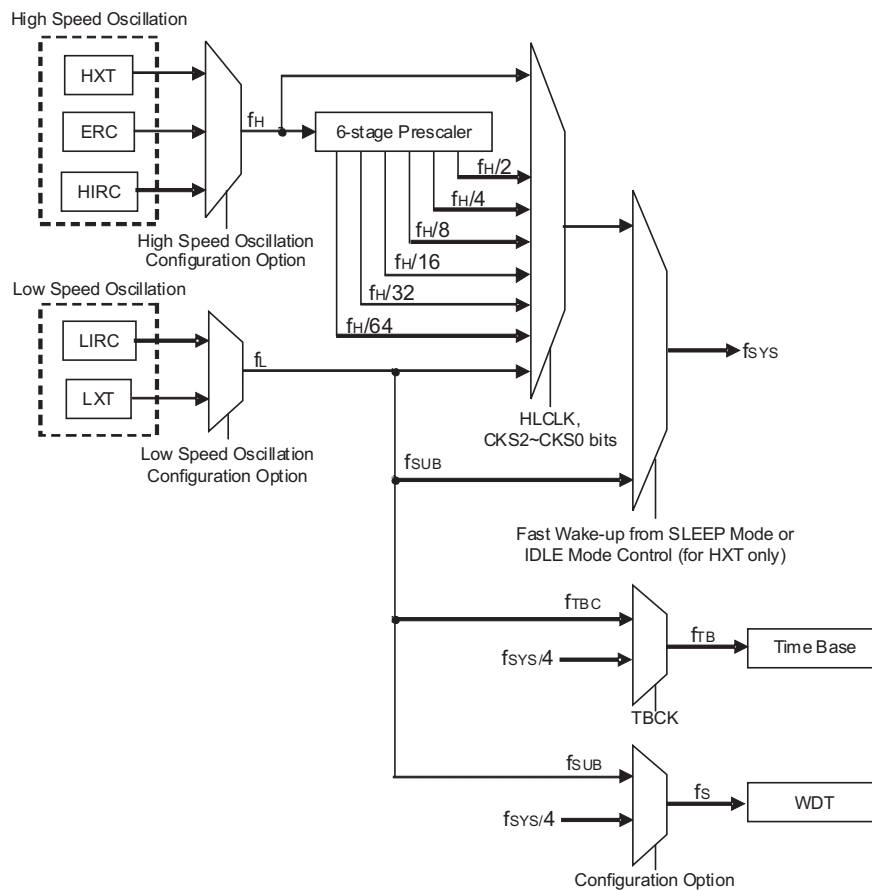 High Speed Oscillation
HXT
ERC
HIRC
fH
6-stage Prescaler
fH/2
fH/4
fH/8
fH/16
fH/32
fH/64
High Speed Oscillation
Configuration Option
Low Speed Oscillation
LIRC
LXT
fL
Low Speed Oscillation
Configuration Option
HLCLK,
CKS2~CKS0 bits
fSYS
fSUB
Fast Wake-up from SLEEP Mode or
IDLE Mode Control (for HXT only)
fTBC
fSYS/4
fTB
Time Base
TBCK
fSUB
fSYS/4
fS
WDT
Configuration Option